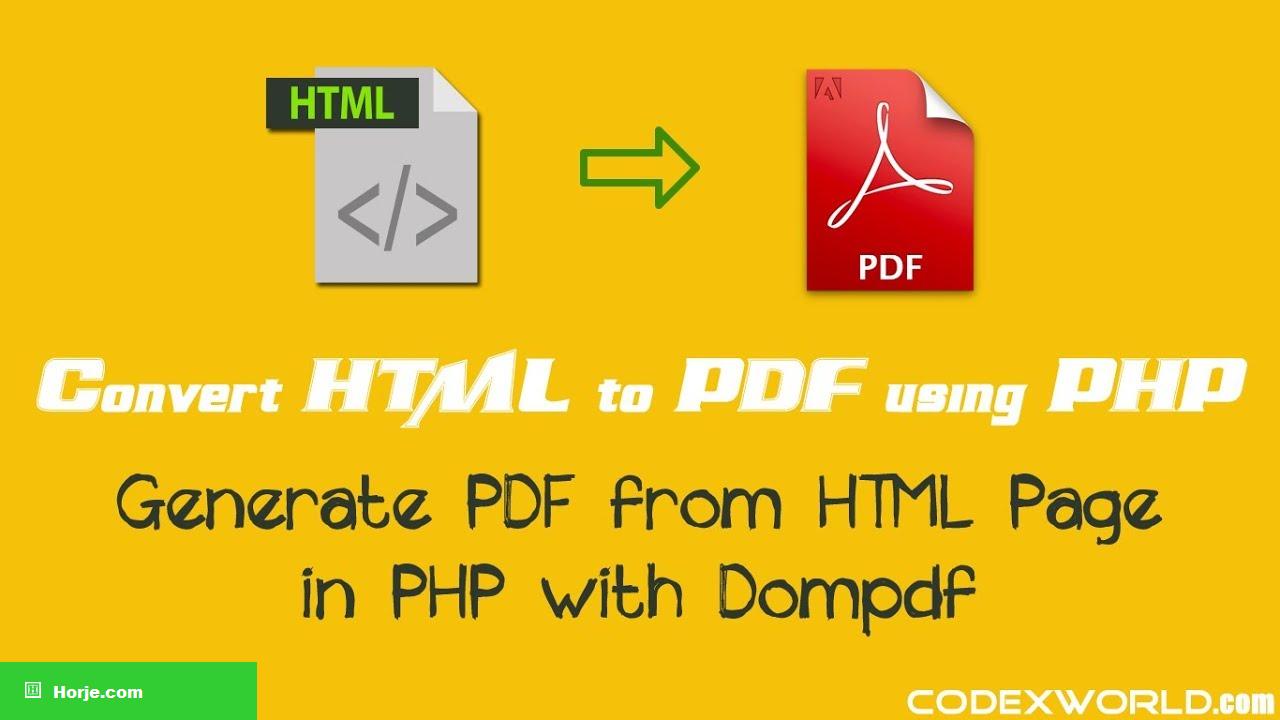 HTML
</>
PDF
Convert HTML to PDF using PHP
Generate PDF from HTML Page
in PHP with Dompdf
Horje.com
CODEXWORLD.com